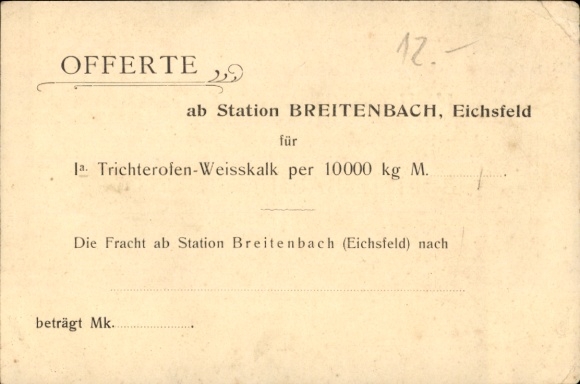 12.-
OFFERTE
ab Station BREITENBACH, Eichsfeld
für
Ia. Trichterofen-Weisskalk per 10000 kg M.
Die Fracht ab Station Breitenbach (Eichsfeld) nach
beträgt Mk.